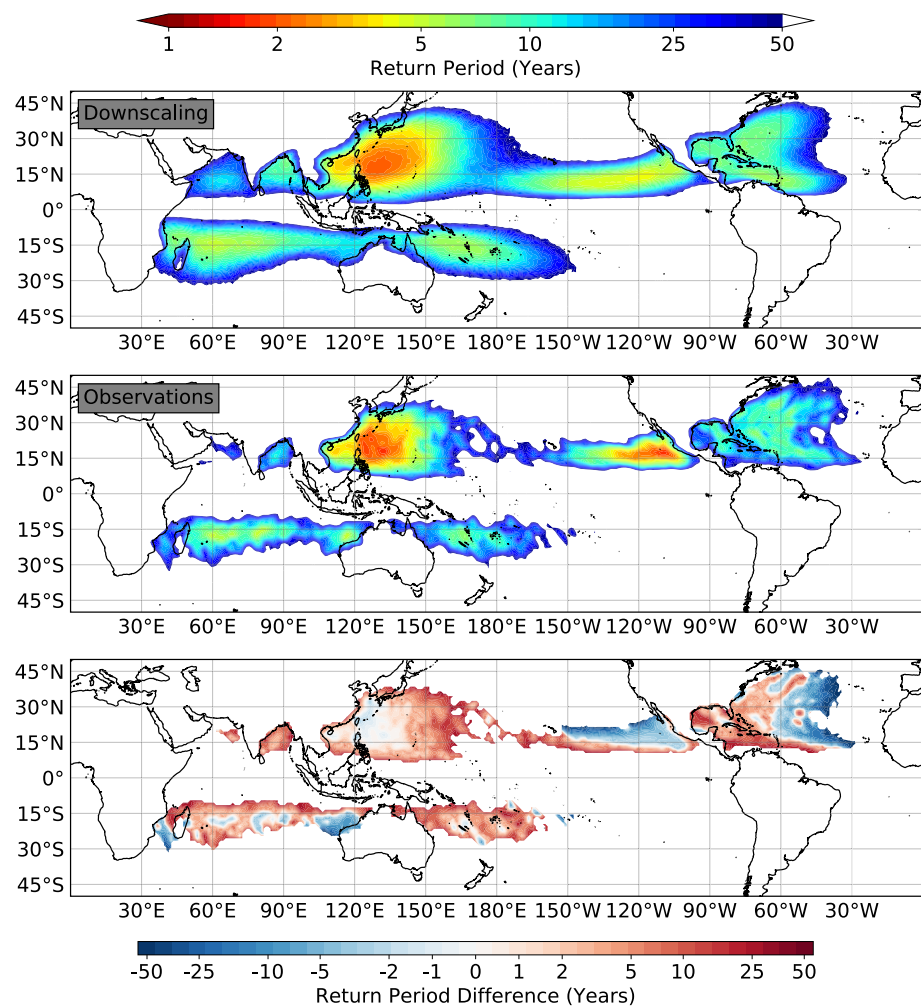 1 2 5 10 25 50
Return Period (Years)
45°N
Downscaling
30°N
15°N
0°
15°S
30°S
45°S
30°E 60°E 90°E 120°E 150°E 180°E 150°W 120°W 90°W 60°W 30°W
45°N
Observations
30°N
15°N
0°
15°S
30°S
45°S
30°E 60°E 90°E 120°E 150°E 180°E 150°W 120°W 90°W 60°W 30°W
45°N
30°N
15°N
0°
15°S
30°S
45°S
30°E 60°E 90°E 120°E 150°E 180°E 150°W 120°W 90°W 60°W 30°W
-50 -25 -10 -5 -2 -1 0 1 2 5 10 25 50
Return Period Difference (Years)